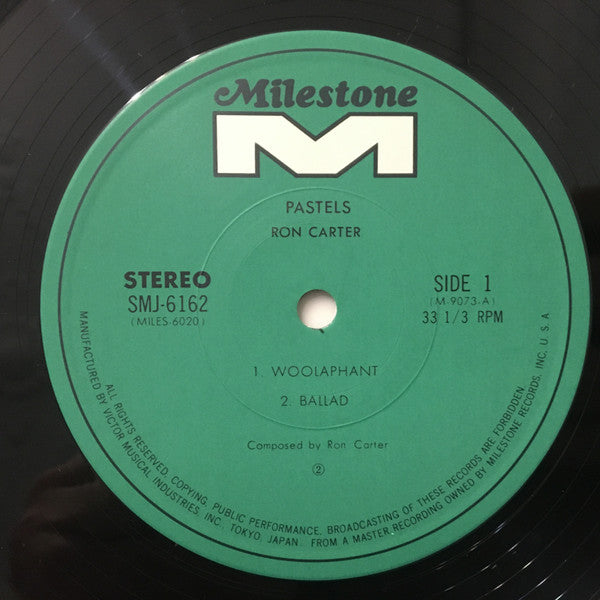 Milestone
M
PASTELS
RON CARTER
STEREO
SMJ-6162
(MILES-6020)
SIDE 1
(M-9073-A)
33 1/3 RPM
1. WOOLAPHANT
2. BALLAD
Composed by Ron Carter
②
ALL RIGHTS RESERVED, COPYING, PUBLIC PERFORMANCE, BROADCASTING OF THESE RECORDS ARE FORBIDDEN
MANUFACTURED BY VICTOR MUSICAL INDUSTRIES, INC. TOKYO, JAPAN. FROM A MASTER RECORDING OWNED BY MILESTONE RECORDS, INC, U. S. A.